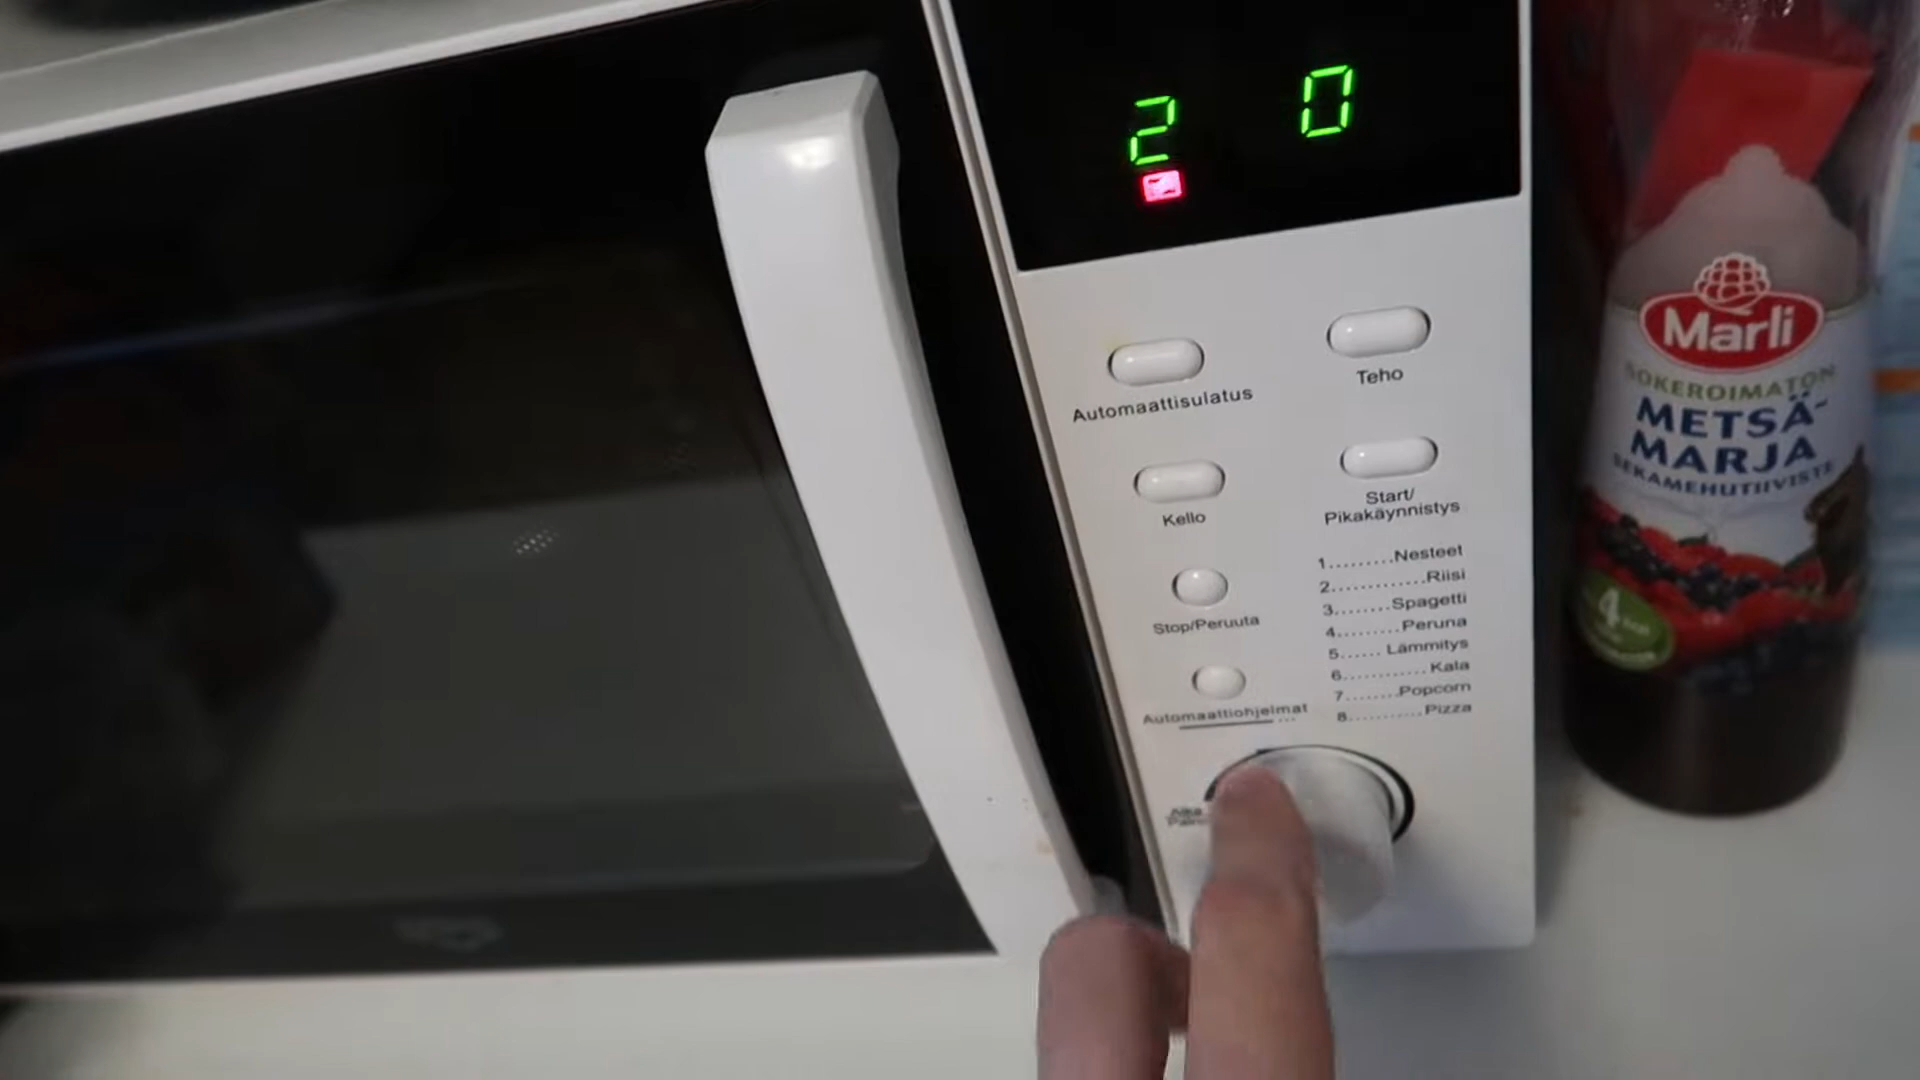 2 0
Automaattisulatus
Teho
Kello
Start/
Pikakäynnistys
Stop/Peruuta
Automaattiohjelmat
1.........Nesteet
2............Riisi
3.......Spagetti
4.........Peruna
5...... Lämmitys
6............Kala
7.......Popcorn
8...........Pizza
Marli
SOKEROIMATON
METSÄ-
MARJA
SEKAMEHUTIIVISTE
4